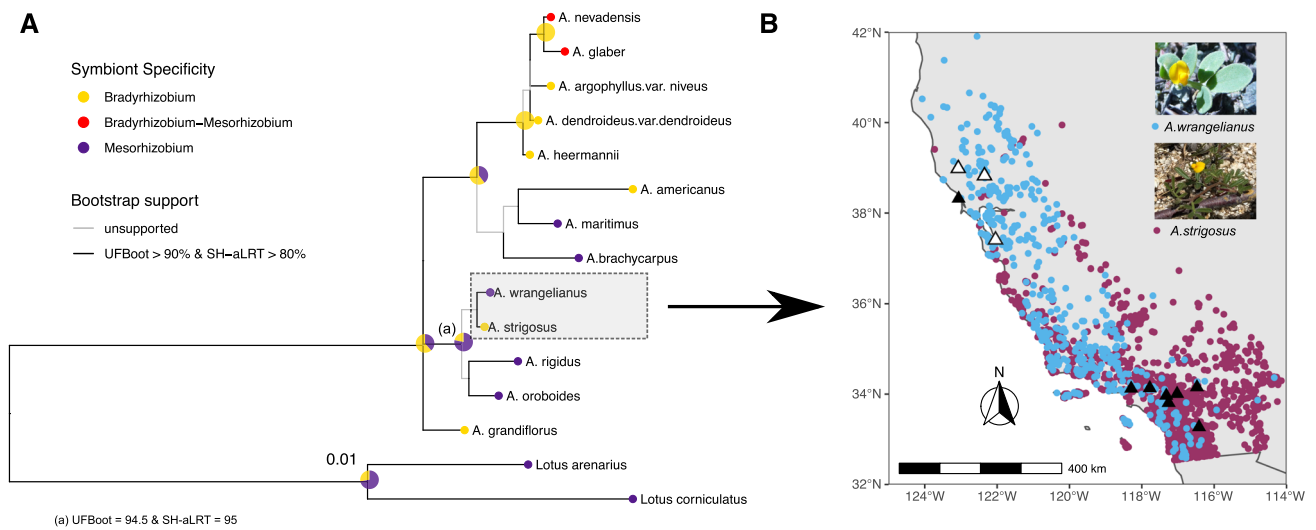 A
Symbiont Specificity
Bradyrhizobium
Bradyrhizobium−Mesorhizobium
Mesorhizobium
Bootstrap support
unsupported
UFBoot > 90% & SH−aLRT > 80%
A. nevadensis
A. glaber
A. argophyllus.var. niveus
A. dendroideus.var.dendroideus
A. heermannii
A. americanus
A. maritimus
A.brachycarpus
A. wrangelianus
(a)
A. strigosus
A. rigidus
A. oroboides
A. grandiflorus
0.01
Lotus arenarius
Lotus corniculatus
(a) UFBoot = 94.5 & SH-aLRT = 95
B
42°N
40°N
38°N
36°N
34°N
32°N
A.wrangelianus
A.strigosus
N
400 km
124°W
122°W
120°W
118°W
116°W
114°W